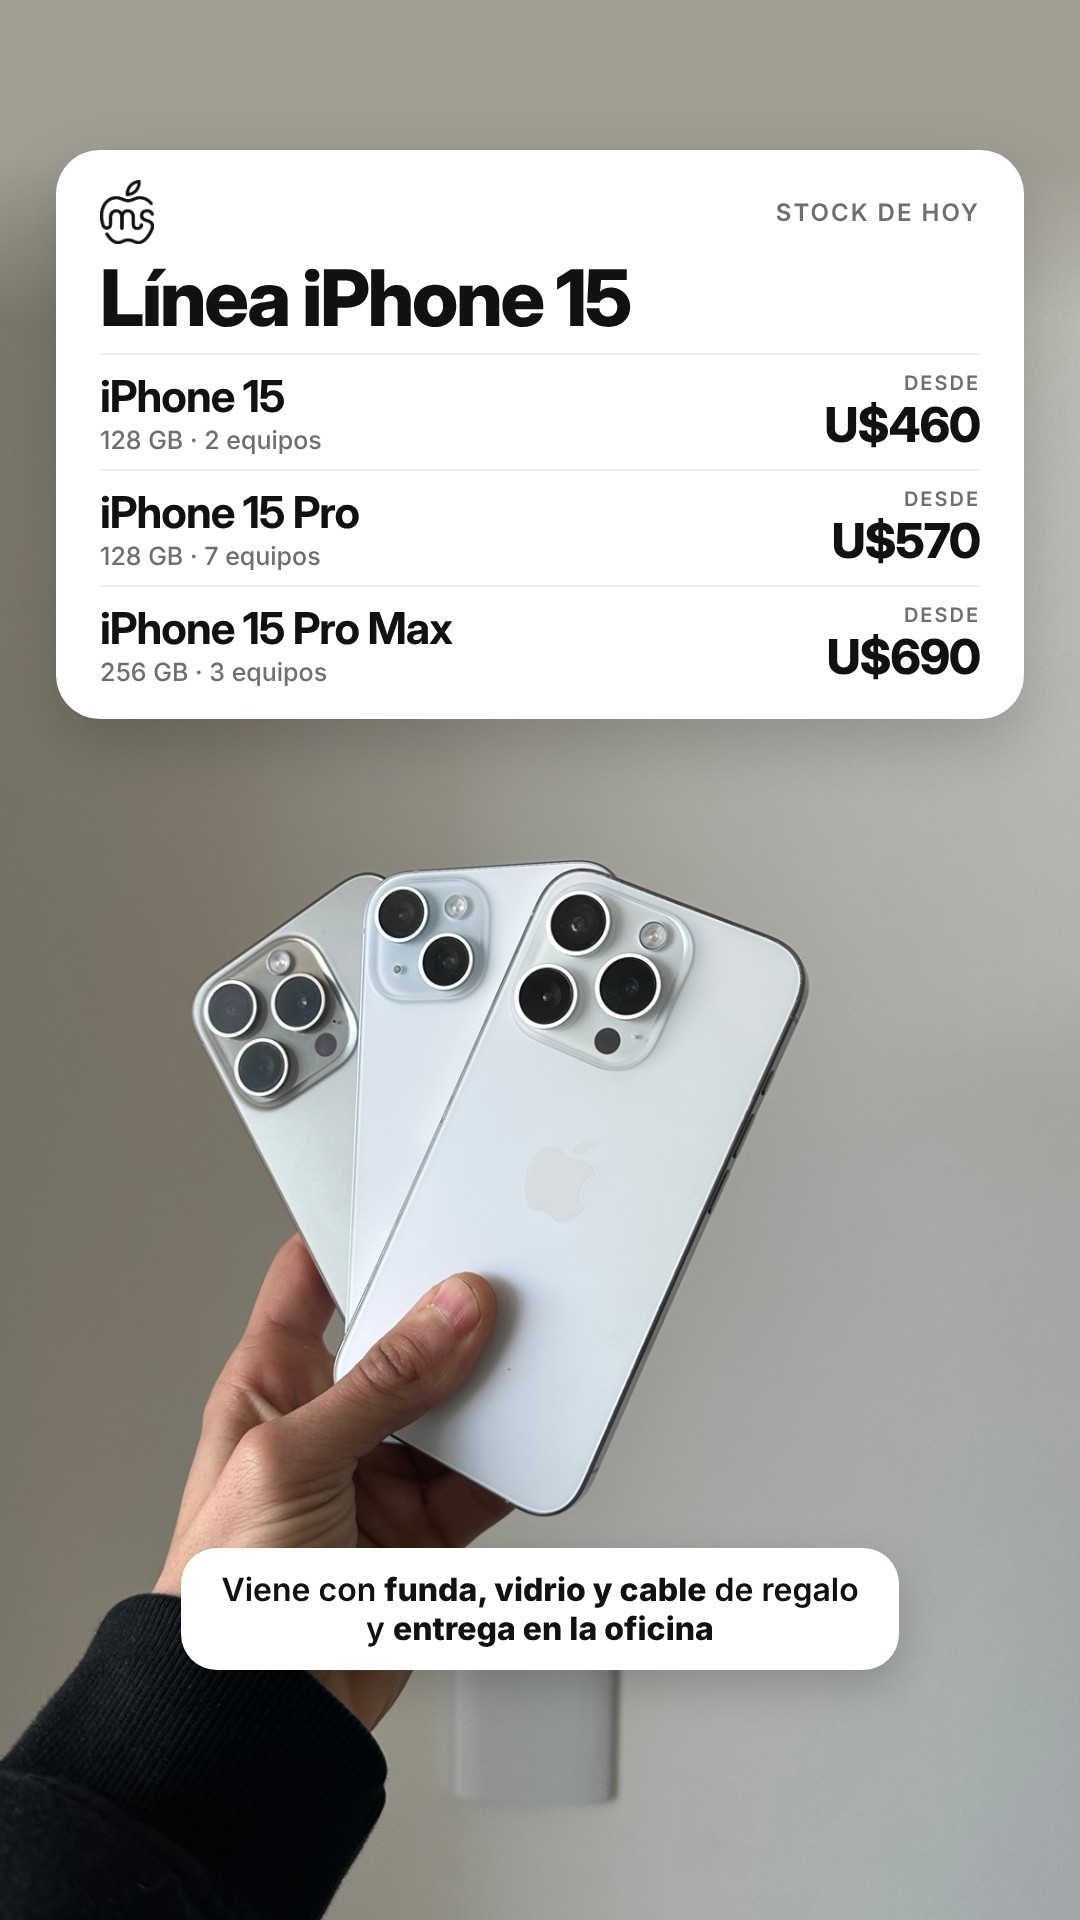 ms
STOCK DE HOY
Línea iPhone 15
iPhone 15
128 GB · 2 equipos
DESDE
U$460
iPhone 15 Pro
128 GB · 7 equipos
DESDE
U$570
iPhone 15 Pro Max
256 GB · 3 equipos
DESDE
U$690
Viene con funda, vidrio y cable de regalo
y entrega en la oficina